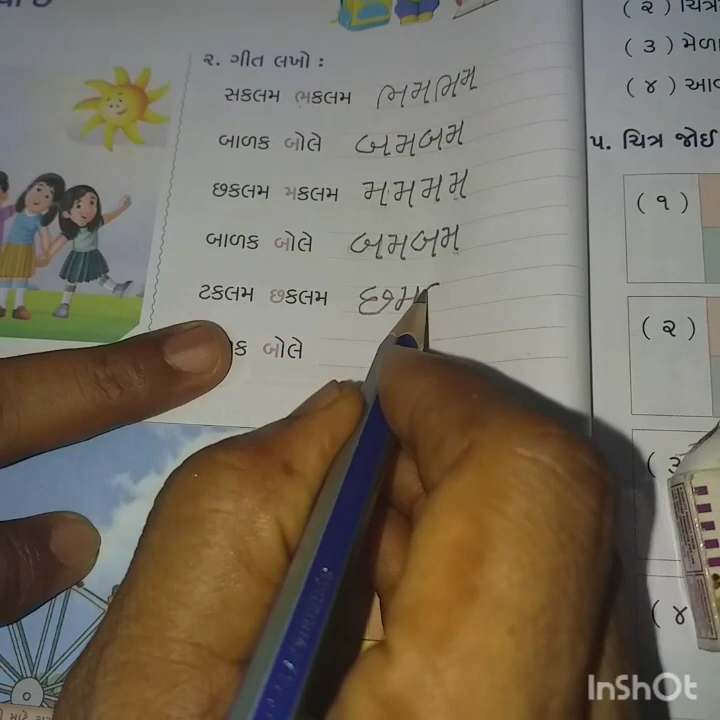 ૨. ગીત લખો :
સકલમ ભકલમ ભમભમ
બાળક બોલે બમબમ
છકલમ મકલમ મમમમ
બાળક બોલે બમબમ
ટકલમ છકલમ છમ
ક બોલે
(૨) ચિત્ર
(૩) મેળ
(૪) આ
૫. ચિત્ર જોઈ
(૧)
(૨)
(૩
(૪
InShOt